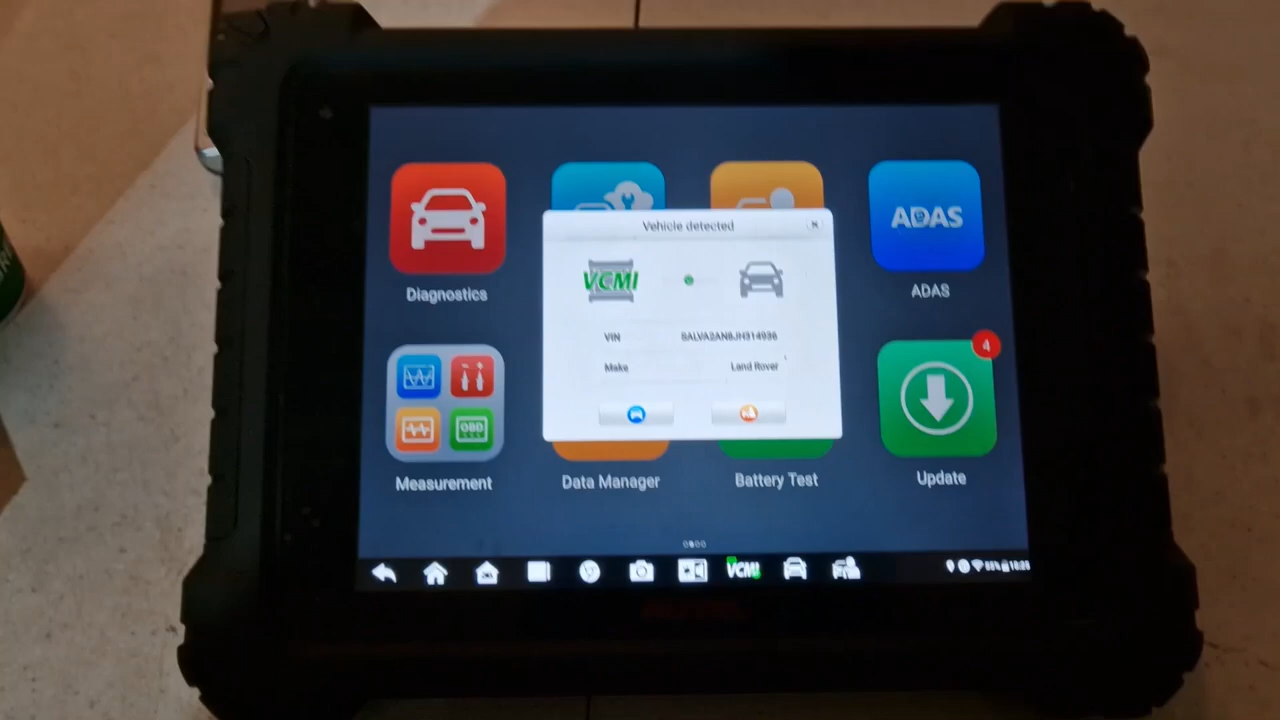 Vehicle detected
ADAS
VCMI
Diagnostics
ADAS
VIN SALVA2AN8JH314936
Make Land Rover
4
OBD
Measurement
Data Manager
Battery Test
Update
VCMI